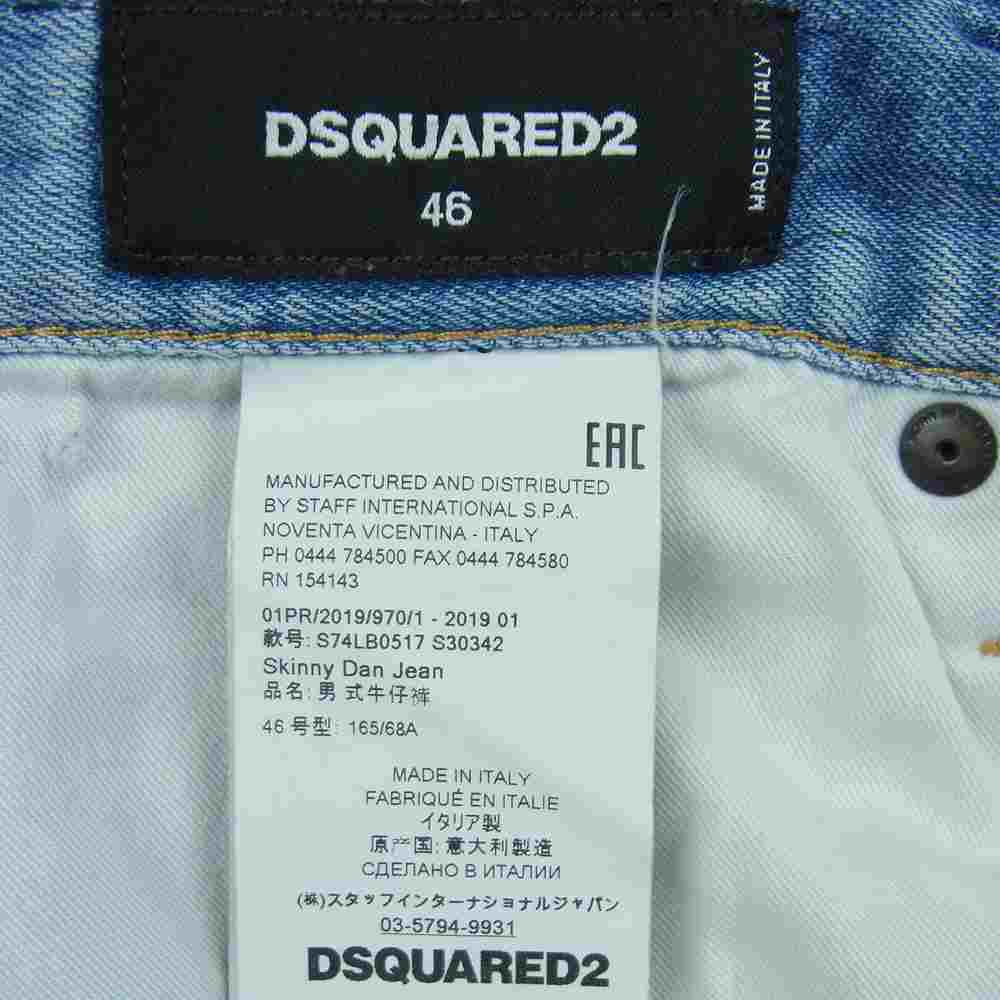 DSQUARED2
46
MADE IN ITALY
EAC
MANUFACTURED AND DISTRIBUTED
BY STAFF INTERNATIONAL S.P.A.
NOVENTA VICENTINA - ITALY
PH 0444 784500 FAX 0444 784580
RN 154143
01PR/2019/970/1 - 2019 01
款号: S74LB0517 S30342
Skinny Dan Jean
品名: 男 式牛仔裤
46 号型: 165/68A
MADE IN ITALY
FABRIQUÉ EN ITALIE
イタリア製
原产国: 意大利製造
СДЕЛАНО В ИТАЛИИ
(株)スタッフインターナショナルジャパン
03-5794-9931
DSQUARED2